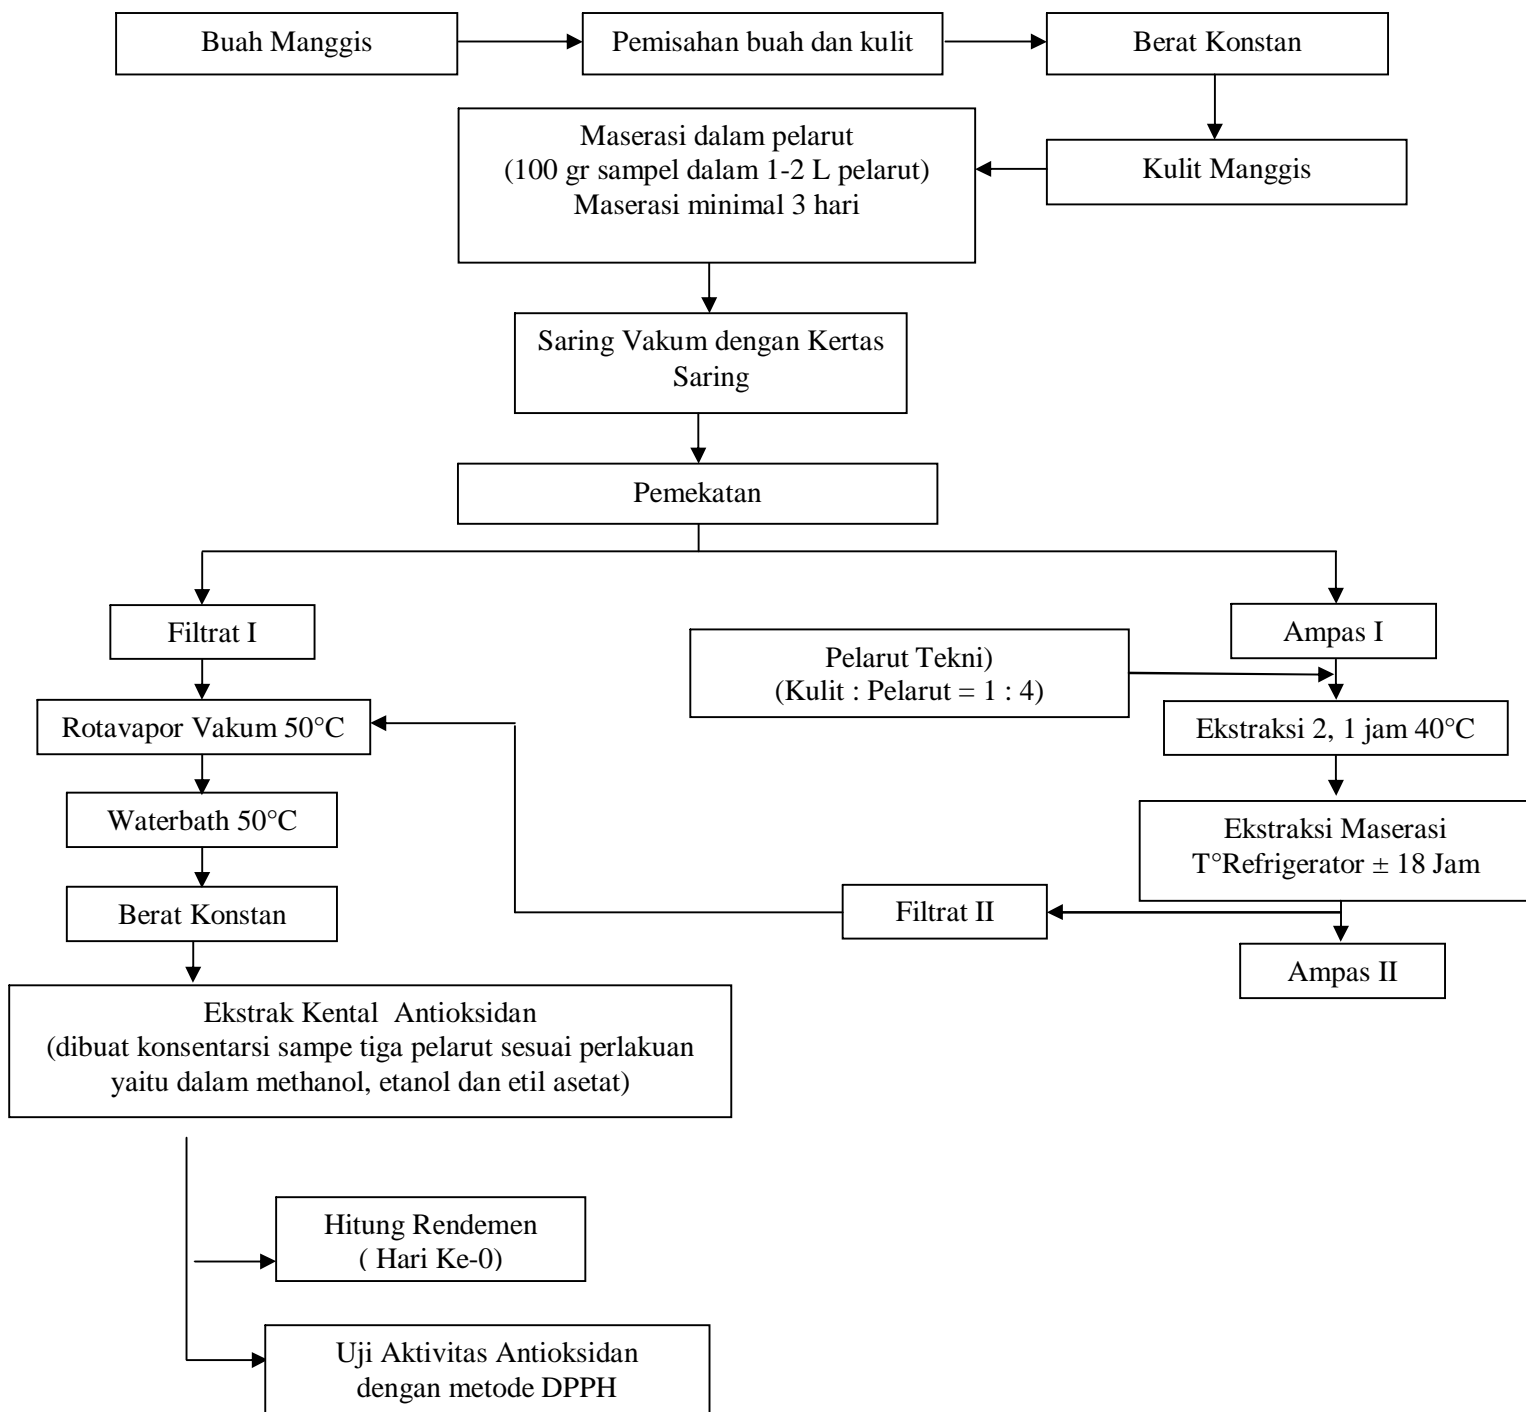 Buah Manggis
Pemisahan buah dan kulit
Berat Konstan
Maserasi dalam pelarut
(100 gr sampel dalam 1-2 L pelarut)
Maserasi minimal 3 hari
Kulit Manggis
Saring Vakum dengan Kertas
Saring
Pemekatan
Filtrat I
Ampas I
Pelarut Tekni)
(Kulit : Pelarut = 1 : 4)
Rotavapor Vakum 50°C
Ekstraksi 2, 1 jam 40°C
Waterbath 50°C
Ekstraksi Maserasi
T°Refrigerator ± 18 Jam
Berat Konstan
Filtrat II
Ampas II
Ekstrak Kental Antioksidan
(dibuat konsentarsi sampe tiga pelarut sesuai perlakuan
yaitu dalam methanol, etanol dan etil asetat)
Hitung Rendemen
( Hari Ke-0)
Uji Aktivitas Antioksidan
dengan metode DPPH